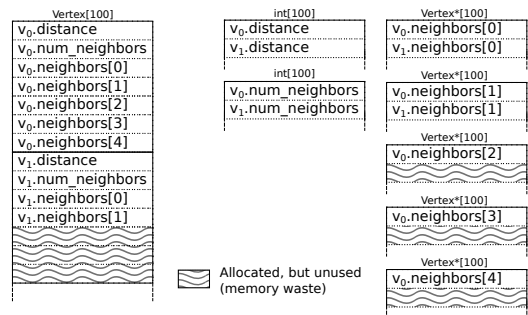 Vertex[100]
v0.distance
v0.num_neighbors
v0.neighbors[0]
v0.neighbors[1]
v0.neighbors[2]
v0.neighbors[3]
v0.neighbors[4]
v1.distance
v1.num_neighbors
v1.neighbors[0]
v1.neighbors[1]
int[100]
v0.distance
v1.distance
int[100]
v0.num_neighbors
v1.num_neighbors
Vertex*[100]
v0.neighbors[0]
v1.neighbors[0]
Vertex*[100]
v0.neighbors[1]
v1.neighbors[1]
Vertex*[100]
v0.neighbors[2]
Vertex*[100]
v0.neighbors[3]
Vertex*[100]
v0.neighbors[4]
Allocated, but unused
(memory waste)